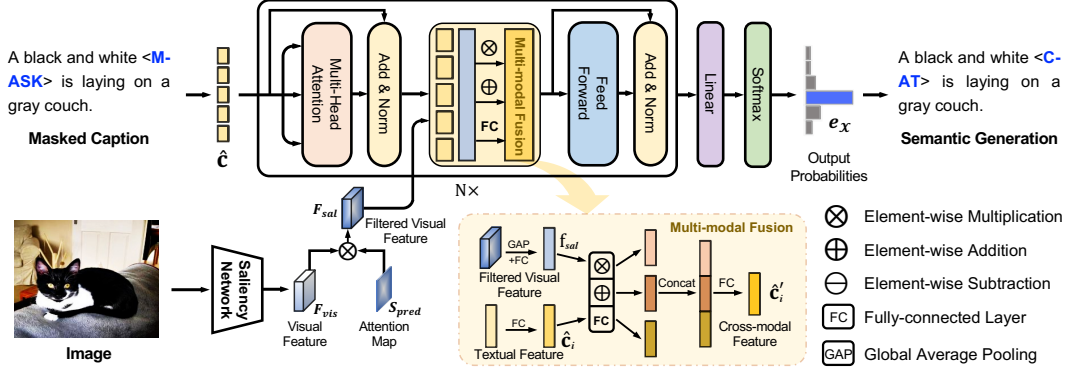 A black and white <M-
ASK> is laying on a
gray couch.
Masked Caption
ĉ
Multi-Head
Attention
Add & Norm
Multi-modal Fusion
FC
Feed
Forward
Add & Norm
Linear
Softmax
e_X
Output
Probabilities
A black and white <C-
AT> is laying on a
gray couch.
Semantic Generation
N×
F_sal
Filtered Visual
Feature
Saliency
Network
F_vis
Visual
Feature
S_pred
Attention
Map
Image
Multi-modal Fusion
GAP
+FC
f_sal
Filtered Visual
Feature
FC
Textual Feature
ĉ_i
FC
Concat
FC
ĉ′_i
Cross-modal
Feature
Element-wise Multiplication
Element-wise Addition
Element-wise Subtraction
FC Fully-connected Layer
GAP Global Average Pooling